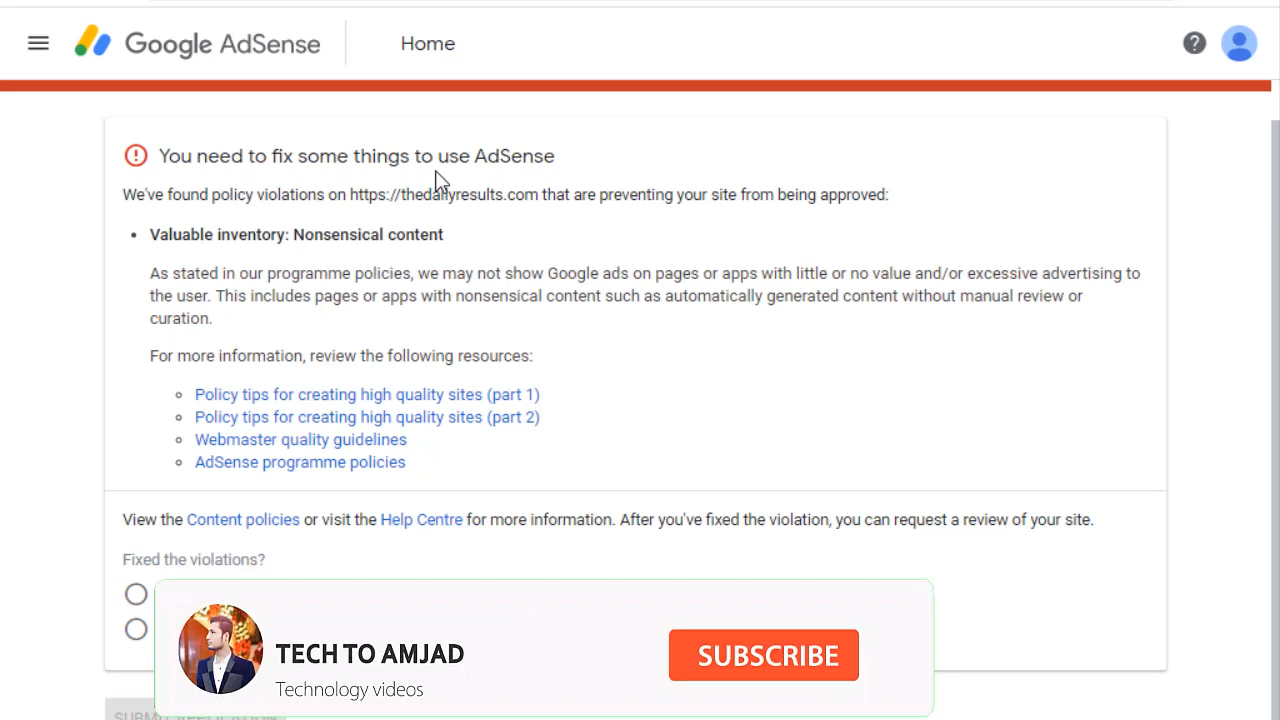 Google AdSense
Home
You need to fix some things to use AdSense
We've found policy violations on https://thedailyresults.com that are preventing your site from being approved:
• Valuable inventory: Nonsensical content
As stated in our programme policies, we may not show Google ads on pages or apps with little or no value and/or excessive advertising to
the user. This includes pages or apps with nonsensical content such as automatically generated content without manual review or
curation.
For more information, review the following resources:
Policy tips for creating high quality sites (part 1)
Policy tips for creating high quality sites (part 2)
Webmaster quality guidelines
AdSense programme policies
View the Content policies or visit the Help Centre for more information. After you've fixed the violation, you can request a review of your site.
Fixed the violations?
TECH TO AMJAD
SUBSCRIBE
Technology videos